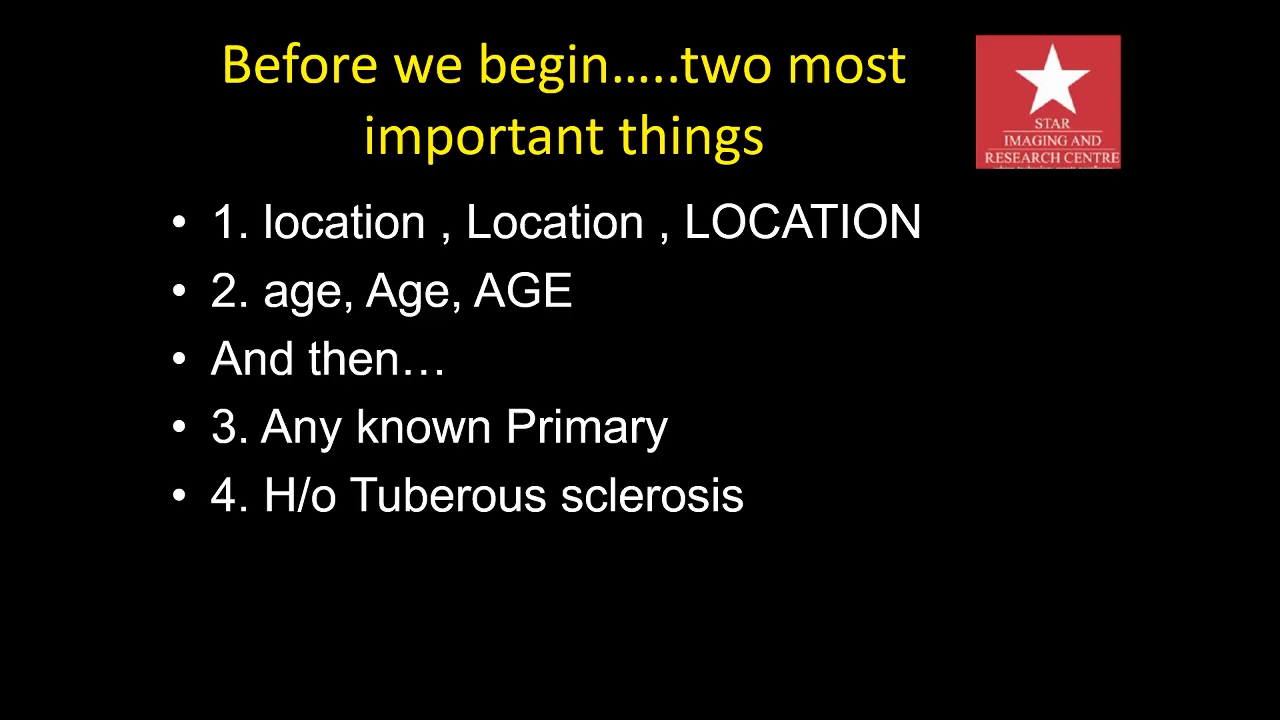 Before we begin…..two most
important things
STAR
IMAGING AND
RESEARCH CENTRE
• 1. location , Location , LOCATION
• 2. age, Age, AGE
• And then…
• 3. Any known Primary
• 4. H/o Tuberous sclerosis